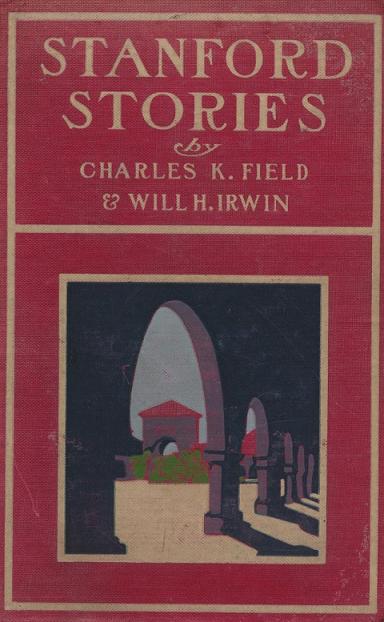 STANFORD
STORIES
by
CHARLES K. FIELD
& WILL H. IRWIN